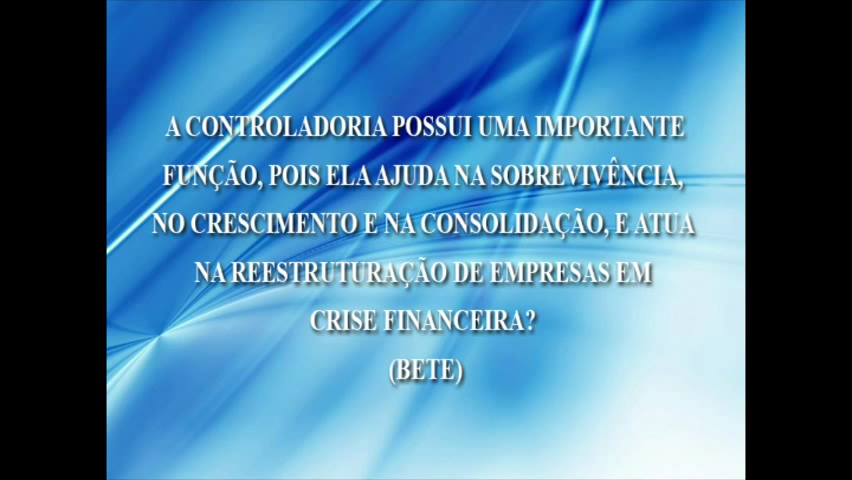 A CONTROLADORIA POSSUI UMA IMPORTANTE
FUNÇÃO, POIS ELA AJUDA NA SOBREVIVÊNCIA,
NO CRESCIMENTO E NA CONSOLIDAÇÃO, E ATUA
NA REESTRUTURAÇÃO DE EMPRESAS EM
CRISE FINANCEIRA?
(BETE)